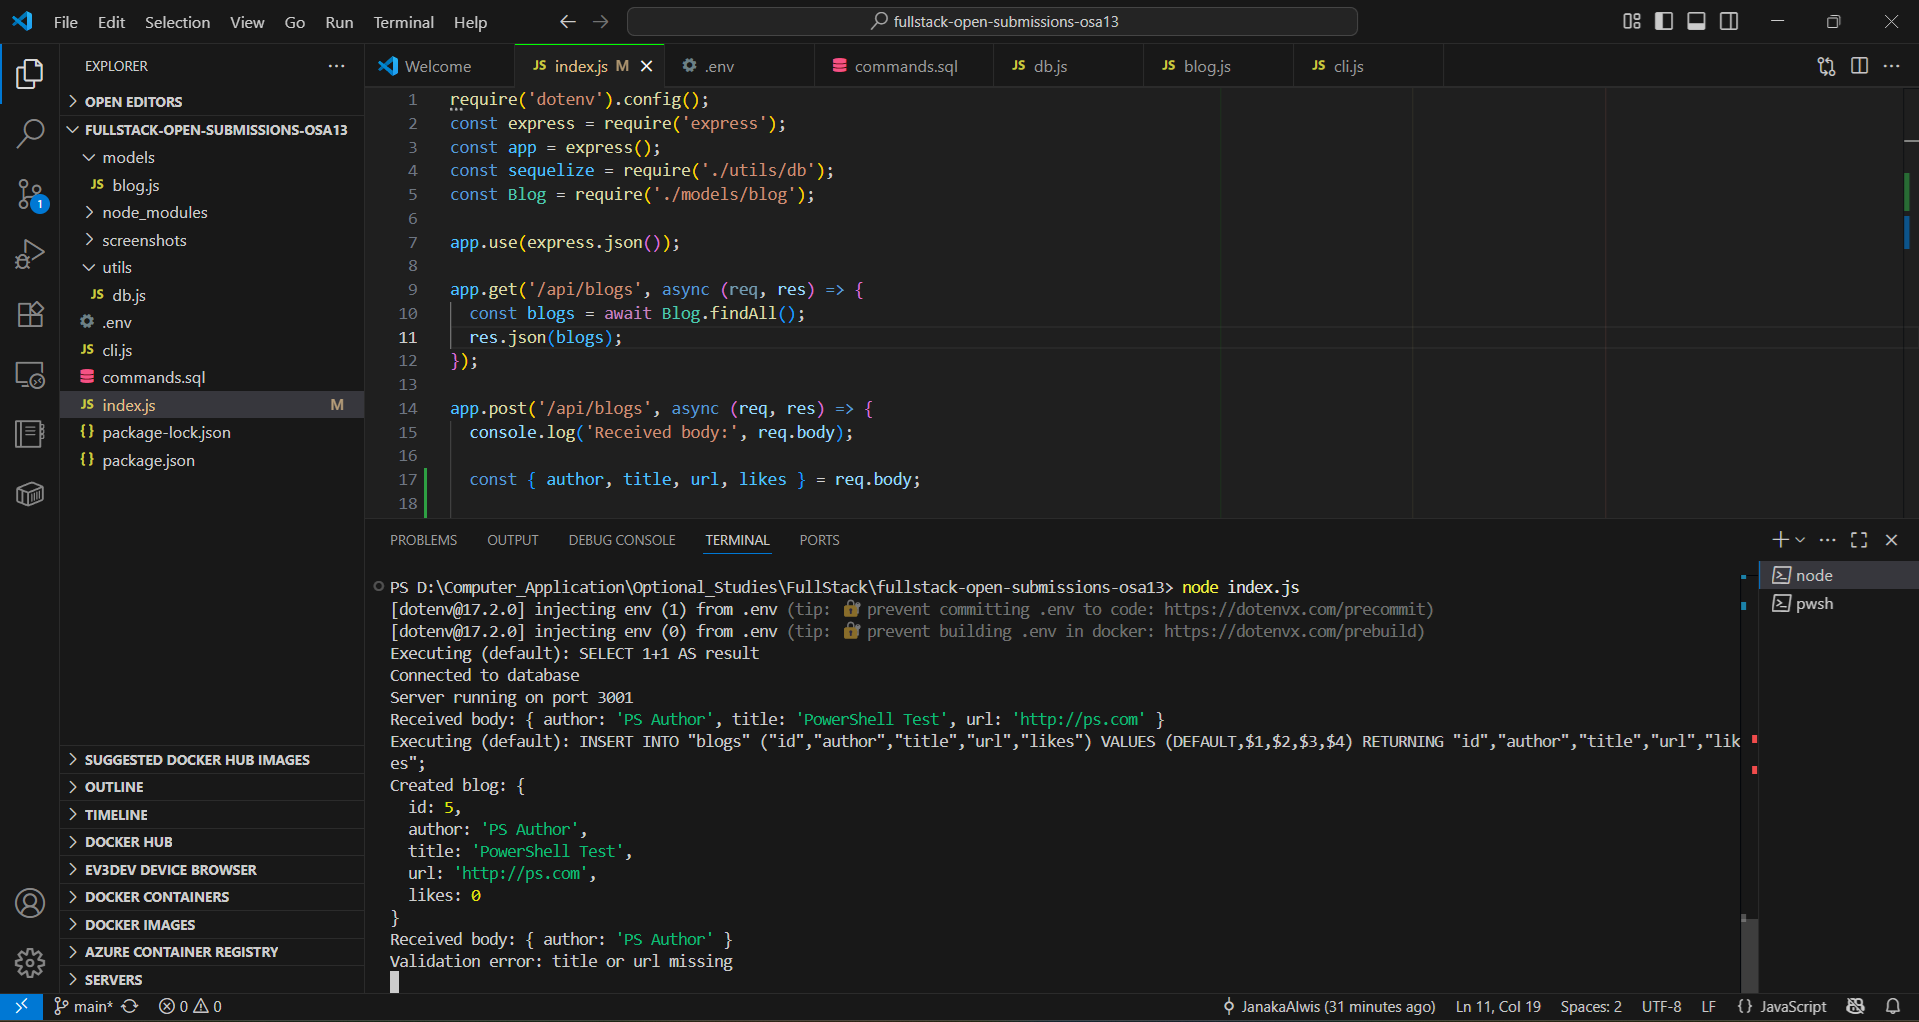 File Edit Selection View Go Run Terminal Help
fullstack-open-submissions-osa13
EXPLORER
OPEN EDITORS
FULLSTACK-OPEN-SUBMISSIONS-OSA13
models
JS blog.js
node_modules
screenshots
utils
JS db.js
.env
JS cli.js
commands.sql
JS index.js M
{} package-lock.json
{} package.json
SUGGESTED DOCKER HUB IMAGES
OUTLINE
TIMELINE
DOCKER HUB
EV3DEV DEVICE BROWSER
DOCKER CONTAINERS
DOCKER IMAGES
AZURE CONTAINER REGISTRY
SERVERS
1
Welcome JS index.js M .env commands.sql JS db.js JS blog.js JS cli.js
1 require('dotenv').config();
2 const express = require('express');
3 const app = express();
4 const sequelize = require('./utils/db');
5 const Blog = require('./models/blog');
6
7 app.use(express.json());
8
9 app.get('/api/blogs', async (req, res) => {
10 const blogs = await Blog.findAll();
11 res.json(blogs);
12 });
13
14 app.post('/api/blogs', async (req, res) => {
15 console.log('Received body:', req.body);
16
17 const { author, title, url, likes } = req.body;
18
PROBLEMS OUTPUT DEBUG CONSOLE TERMINAL PORTS
PS D:\Computer_Application\Optional_Studies\FullStack\fullstack-open-submissions-osa13> node index.js
[dotenv@17.2.0] injecting env (1) from .env (tip: 🔐 prevent committing .env to code: https://dotenvx.com/precommit)
[dotenv@17.2.0] injecting env (0) from .env (tip: 🔐 prevent building .env in docker: https://dotenvx.com/prebuild)
Executing (default): SELECT 1+1 AS result
Connected to database
Server running on port 3001
Received body: { author: 'PS Author', title: 'PowerShell Test', url: 'http://ps.com' }
Executing (default): INSERT INTO "blogs" ("id","author","title","url","likes") VALUES (DEFAULT,$1,$2,$3,$4) RETURNING "id","author","title","url","lik
es";
Created blog: {
id: 5,
author: 'PS Author',
title: 'PowerShell Test',
url: 'http://ps.com',
likes: 0
}
Received body: { author: 'PS Author' }
Validation error: title or url missing
node
pwsh
main* 0 0 JanakaAlwis (31 minutes ago) Ln 11, Col 19 Spaces: 2 UTF-8 LF {} JavaScript